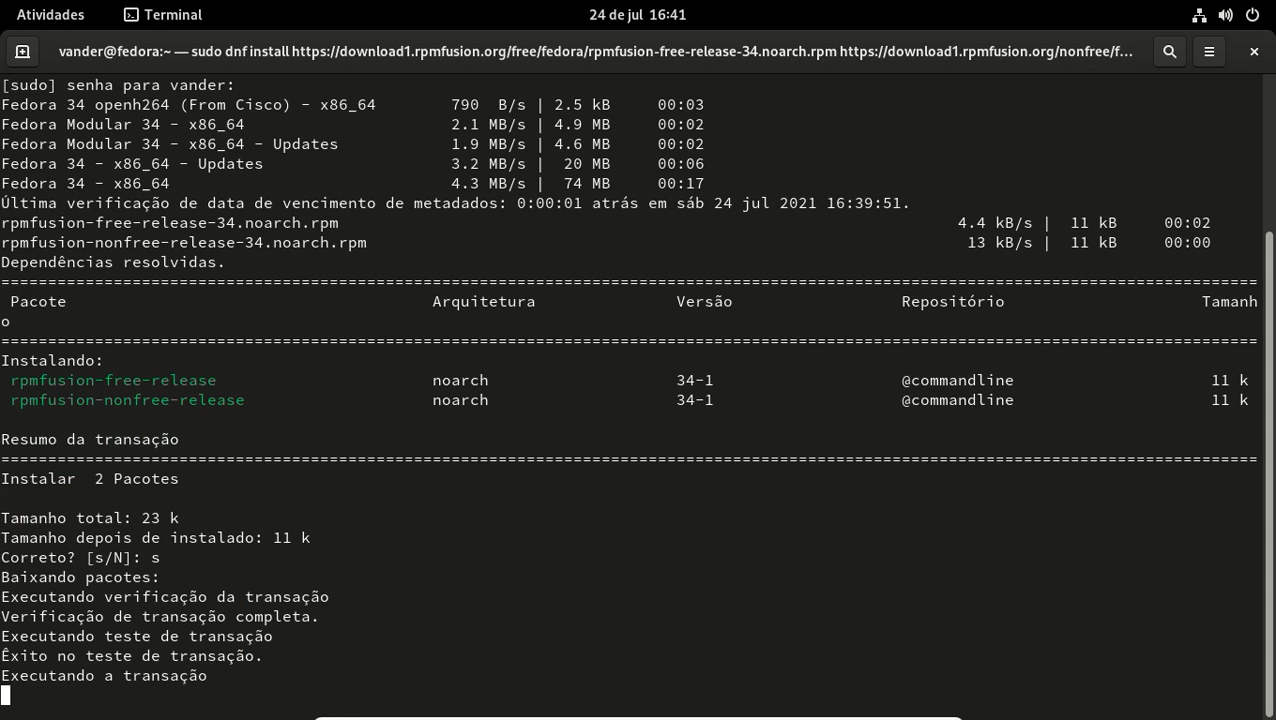 Atividades Terminal 24 de jul 16:41
vander@fedora:~ — sudo dnf install https://download1.rpmfusion.org/free/fedora/rpmfusion-free-release-34.noarch.rpm https://download1.rpmfusion.org/nonfree/f…
[sudo] senha para vander:
Fedora 34 openh264 (From Cisco) - x86_64 790 B/s | 2.5 kB 00:03
Fedora Modular 34 - x86_64 2.1 MB/s | 4.9 MB 00:02
Fedora Modular 34 - x86_64 - Updates 1.9 MB/s | 4.6 MB 00:02
Fedora 34 - x86_64 - Updates 3.2 MB/s | 20 MB 00:06
Fedora 34 - x86_64 4.3 MB/s | 74 MB 00:17
Última verificação de data de vencimento de metadados: 0:00:01 atrás em sáb 24 jul 2021 16:39:51.
rpmfusion-free-release-34.noarch.rpm 4.4 kB/s | 11 kB 00:02
rpmfusion-nonfree-release-34.noarch.rpm 13 kB/s | 11 kB 00:00
Dependências resolvidas.
================================================================================
Pacote Arquitetura Versão Repositório Tamanh
o
================================================================================
Instalando:
rpmfusion-free-release noarch 34-1 @commandline 11 k
rpmfusion-nonfree-release noarch 34-1 @commandline 11 k
Resumo da transação
================================================================================
Instalar 2 Pacotes
Tamanho total: 23 k
Tamanho depois de instalado: 11 k
Correto? [s/N]: s
Baixando pacotes:
Executando verificação da transação
Verificação de transação completa.
Executando teste de transação
Êxito no teste de transação.
Executando a transação